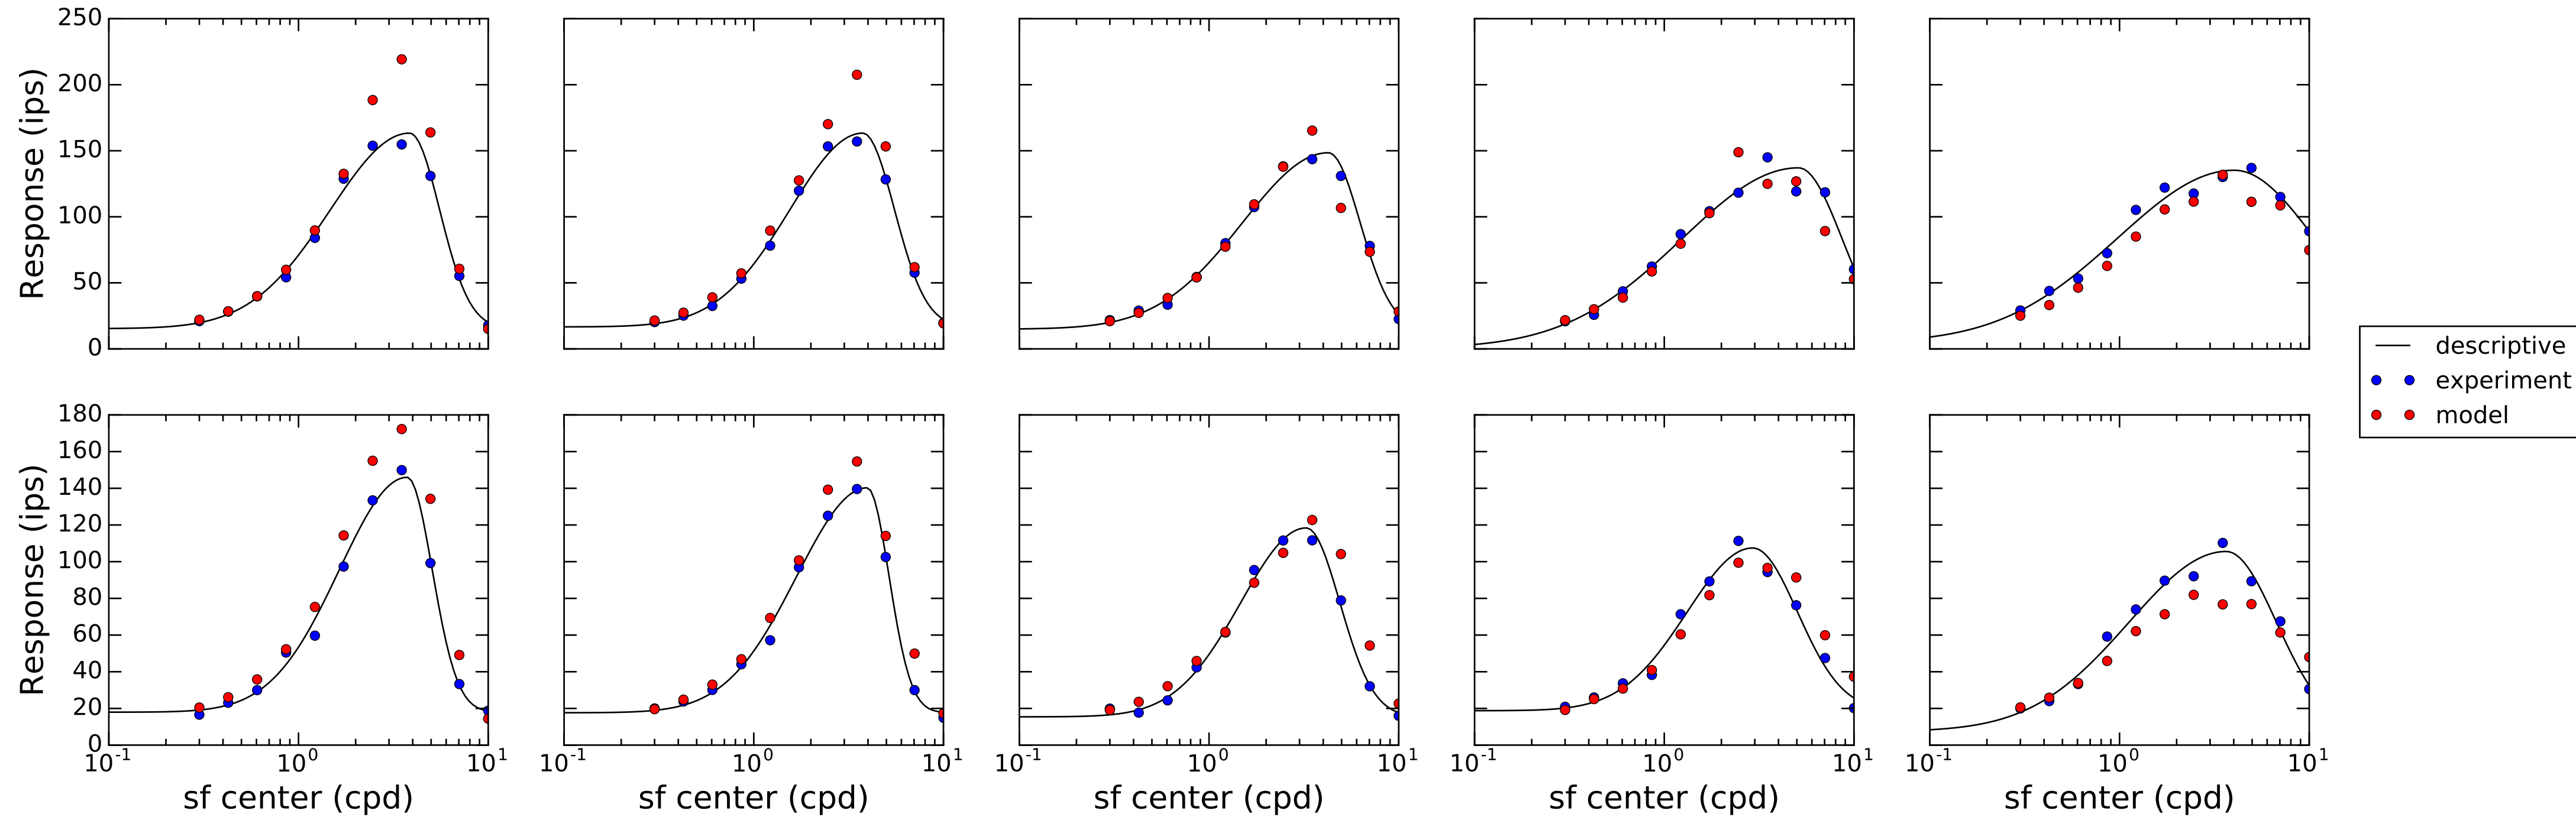 Response (ips)
250
200
150
100
50
0
descriptive
experiment
model
Response (ips)
180
160
140
120
100
80
60
40
20
0
10⁻¹ 10⁰ 10¹
10⁻¹ 10⁰ 10¹
10⁻¹ 10⁰ 10¹
10⁻¹ 10⁰ 10¹
10⁻¹ 10⁰ 10¹
sf center (cpd)
sf center (cpd)
sf center (cpd)
sf center (cpd)
sf center (cpd)